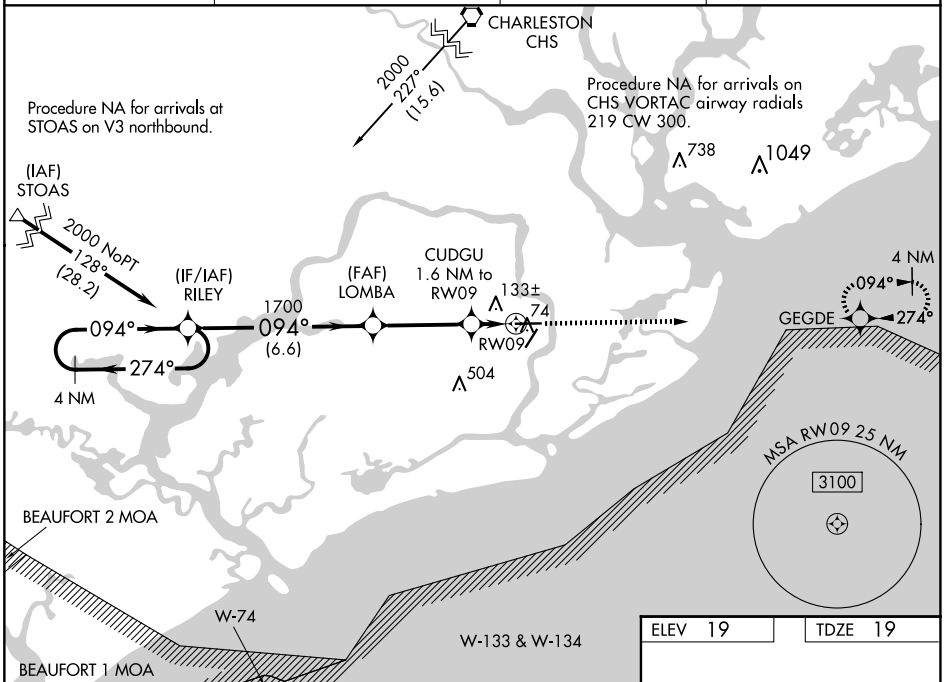 CHARLESTON
CHS
2000
227°
(15.6)
Procedure NA for arrivals at
STOAS on V3 northbound.
Procedure NA for arrivals on
CHS VORTAC airway radials
219 CW 300.
738
1049
(IAF)
STOAS
2000 NoPT
128°
(28.2)
(IF/IAF)
RILEY
094°
274°
4 NM
1700
094°
(6.6)
(FAF)
LOMBA
CUDGU
1.6 NM to
RW09
133±
74
RW09
504
4 NM
094°
274°
GEGDE
MSA RW09 25 NM
3100
BEAUFORT 2 MOA
W-74
W-133 & W-134
BEAUFORT 1 MOA
ELEV 19
TDZE 19